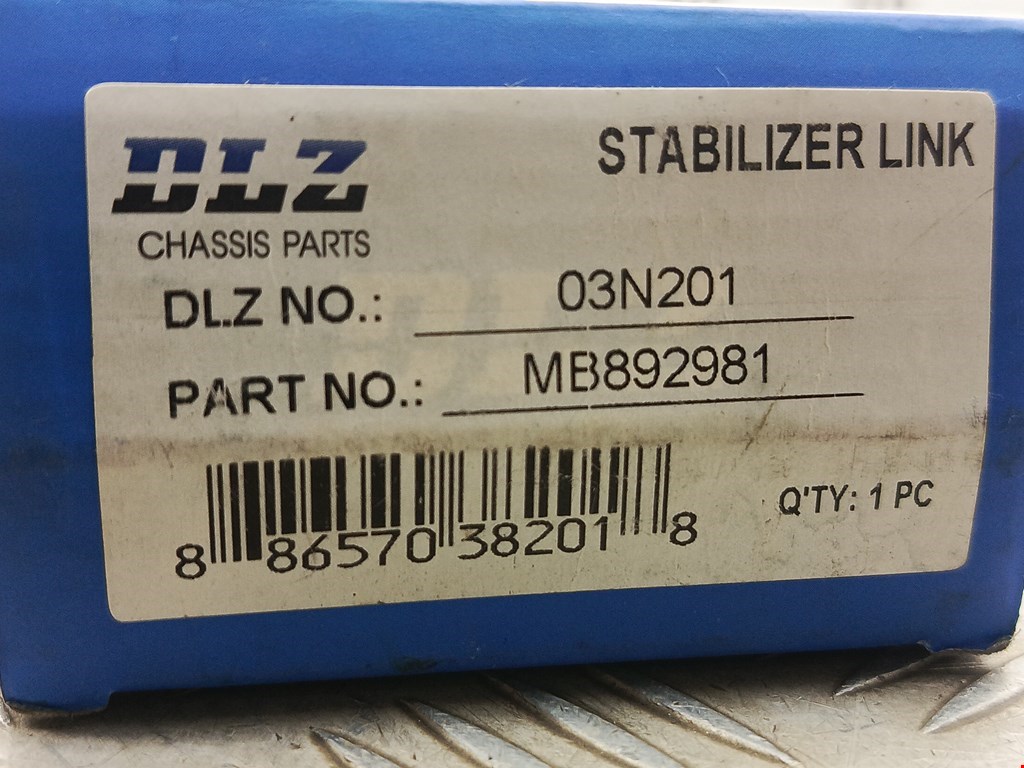 DLZ
CHASSIS PARTS
STABILIZER LINK
DLZ NO.: 03N201
PART NO.: MB892981
8 86570 38201 8
Q'TY: 1 PC